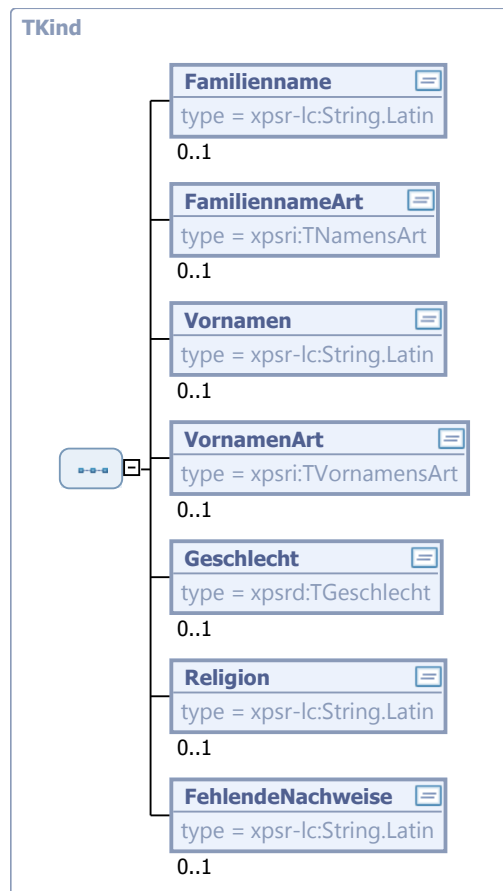 TKind
Familienname
type = xpsr-lc:String.Latin
0..1
FamiliennameArt
type = xpsri:TNamensArt
0..1
Vornamen
type = xpsr-lc:String.Latin
0..1
VornamenArt
type = xpsri:TVornamensArt
0..1
Geschlecht
type = xpsrd:TGeschlecht
0..1
Religion
type = xpsr-lc:String.Latin
0..1
FehlendeNachweise
type = xpsr-lc:String.Latin
0..1